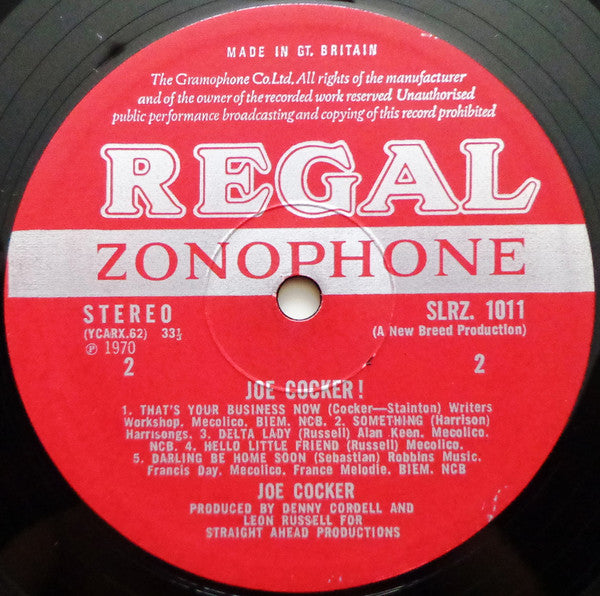 MADE IN GT. BRITAIN
The Gramophone Co. Ltd. All rights of the manufacturer
and of the owner of the recorded work reserved Unauthorised
public performance broadcasting and copying of this record prohibited
REGAL
ZONOPHONE
STEREO
(YCARX.62) 33⅓
℗ 1970
2
SLRZ. 1011
(A New Breed Production)
2
JOE COCKER!
1. THAT'S YOUR BUSINESS NOW (Cocker—Stainton) Writers
Workshop. Mecolico. BIEM. NCB. 2. SOMETHING (Harrison)
Harrisongs. 3. DELTA LADY (Russell) Alan Keen. Mecolico.
NCB. 4. HELLO LITTLE FRIEND (Russell) Mecolico.
5. DARLING BE HOME SOON (Sebastian) Robbins Music.
Francis Day. Mecolico. France Melodie. BIEM. NCB
JOE COCKER
PRODUCED BY DENNY CORDELL AND
LEON RUSSELL FOR
STRAIGHT AHEAD PRODUCTIONS